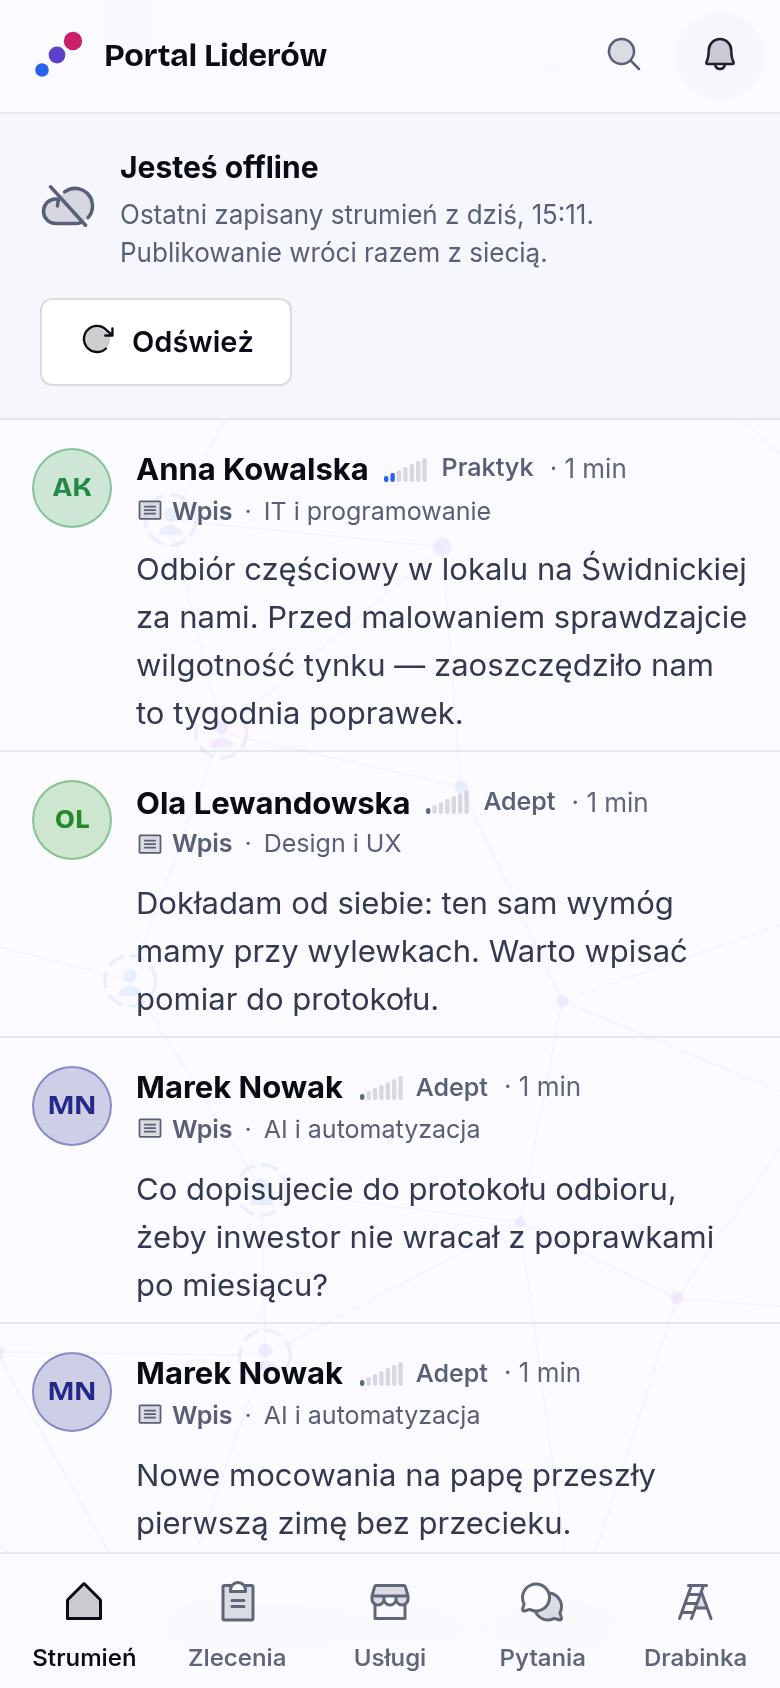 Portal Liderów
Jesteś offline
Ostatni zapisany strumień z dziś, 15:11.
Publikowanie wróci razem z siecią.
Odśwież
AK
Anna Kowalska Praktyk · 1 min
Wpis · IT i programowanie
Odbiór częściowy w lokalu na Świdnickiej
za nami. Przed malowaniem sprawdzajcie
wilgotność tynku — zaoszczędziło nam
to tygodnia poprawek.
OL
Ola Lewandowska Adept · 1 min
Wpis · Design i UX
Dokładam od siebie: ten sam wymóg
mamy przy wylewkach. Warto wpisać
pomiar do protokołu.
MN
Marek Nowak Adept · 1 min
Wpis · AI i automatyzacja
Co dopisujecie do protokołu odbioru,
żeby inwestor nie wracał z poprawkami
po miesiącu?
MN
Marek Nowak Adept · 1 min
Wpis · AI i automatyzacja
Nowe mocowania na papę przeszły
pierwszą zimę bez przecieku.
Strumień Zlecenia Usługi Pytania Drabinka